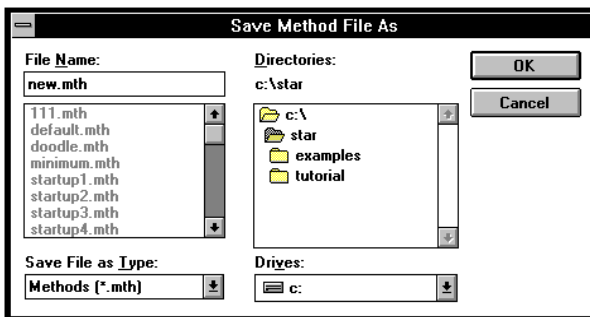 Save Method File As
File Name:
new.mth
111.mth
default.mth
doodle.mth
minimum.mth
startup1.mth
startup2.mth
startup3.mth
startup4.mth
Save File as Type:
Methods (*.mth)
Directories:
c:\star
c:\
star
examples
tutorial
Drives:
c:
OK
Cancel